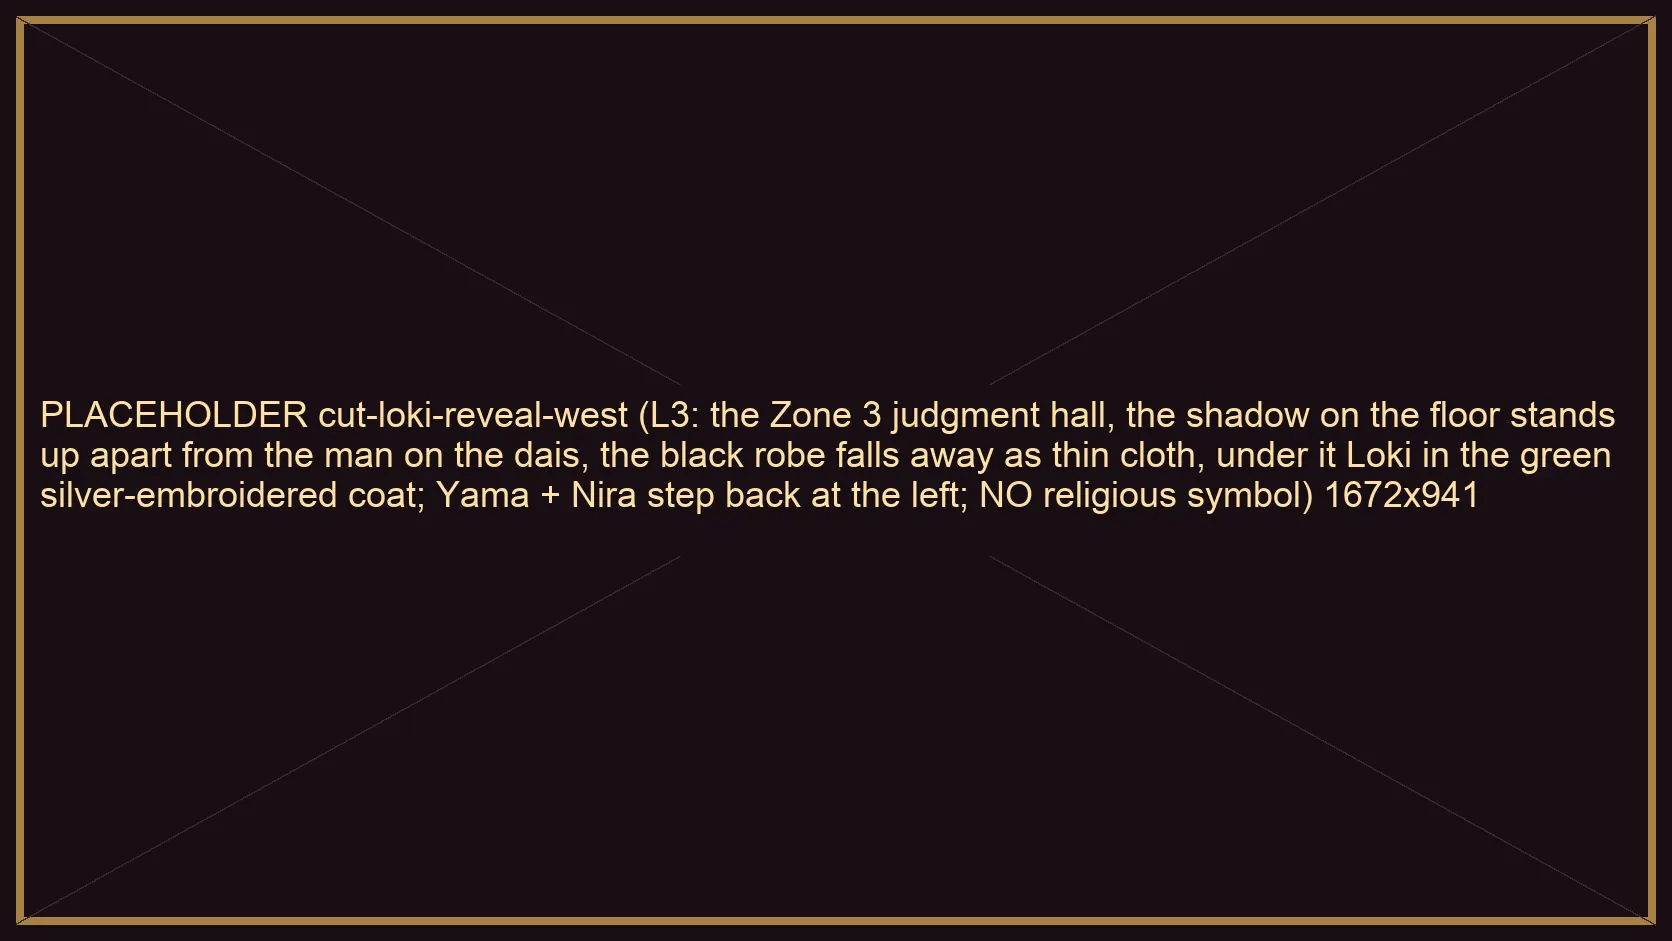 PLACEHOLDER cut-loki-reveal-west (L3: the Zone 3 judgment hall, the shadow on the floor stands
up apart from the man on the dais, the black robe falls away as thin cloth, under it Loki in the green
silver-embroidered coat; Yama + Nira step back at the left; NO religious symbol) 1672x941